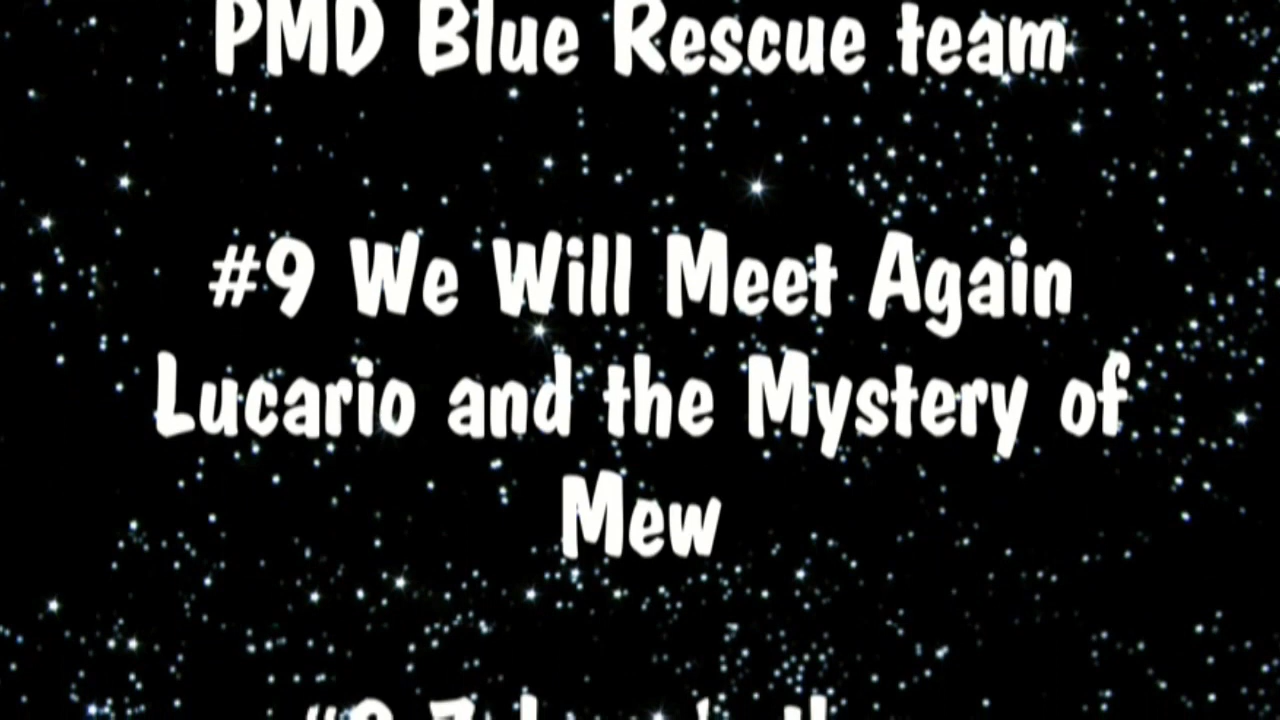 PMD Blue Rescue team
#9 We Will Meet Again
Lucario and the Mystery of
Mew